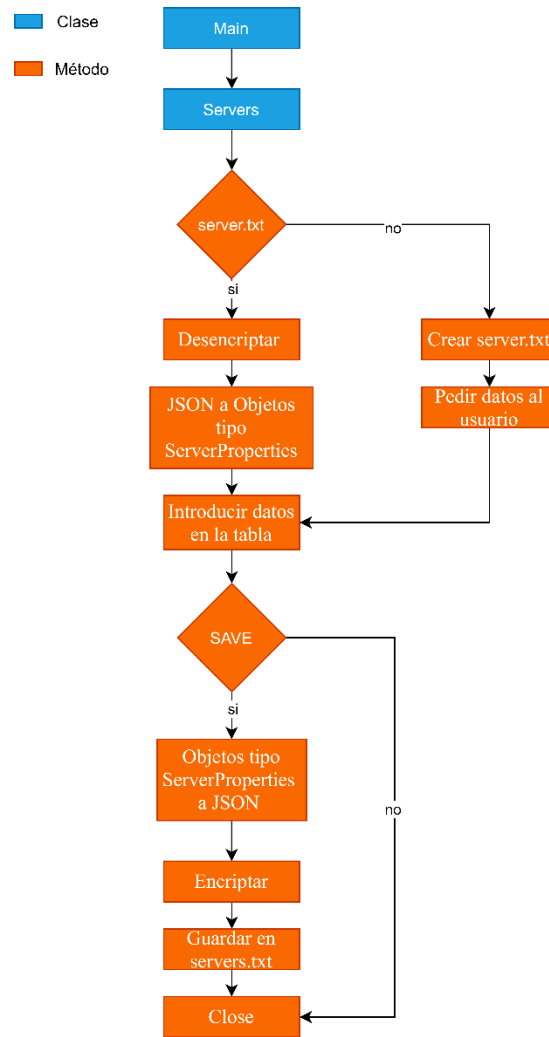 Clase
Método
Main
Servers
server.txt
no
si
Desencriptar
Crear server.txt
JSON a Objetos
tipo
ServerProperties
Pedir datos al
usuario
Introducir datos
en la tabla
SAVE
si
no
Objetos tipo
ServerProperties
a JSON
Encriptar
Guardar en
servers.txt
Close